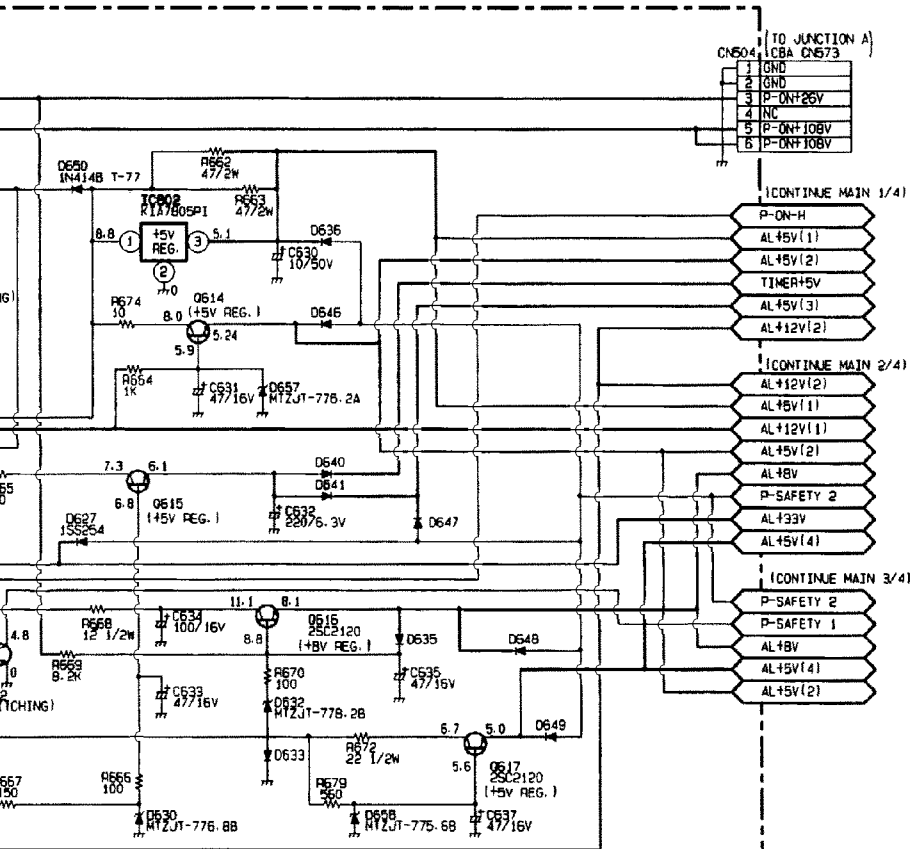 (TO JUNCTION A)
CN504 (CBA CN573
1 GND
2 GND
3 P-ON+26V
4 NC
5 P-ON+108V
6 P-ON+108V
D650
1N4148 T-77
R662
47/2W
IC602
KIA7805PI
R663
47/2W
(CONTINUE MAIN 1/4)
P-ON-H
8.8 1 +5V REG. 3 5.1
2
0
D636
C630
10/50V
AL+5V(1)
AL+5V(2)
TIMER+5V
AL+5V(3)
AL+12V(2)
R674
10
Q614
(+5V REG.)
8.0
5.24
5.9
D646
R654
1K
C631
47/16V
D657
MTZJT-776.2A
(CONTINUE MAIN 2/4)
AL+12V(2)
AL+5V(1)
AL+12V(1)
AL+5V(2)
AL+8V
P-SAFETY 2
AL+33V
AL+5V(4)
7.3 6.1
6.8
Q615
(+5V REG.)
D640
D641
C632
220/6.3V
D647
D627
1SS254
(CONTINUE MAIN 3/4)
P-SAFETY 2
P-SAFETY 1
AL+8V
AL+5V(4)
AL+5V(2)
4.8
0
TCHING)
R668
12 1/2W
C634
100/16V
11.1 8.1
8.8
Q616
2SC2120
(+8V REG.)
D635
D648
R669
8.2K
C633
47/16V
R670
100
C635
47/16V
D632
MTZJT-778.2B
D633
R672
22 1/2W
6.7 5.0
5.6
D649
Q617
2SC2120
(+5V REG.)
R666
100
R679
560
D630
MTZJT-776.8B
D658
MTZJT-775.6B
C637
47/16V